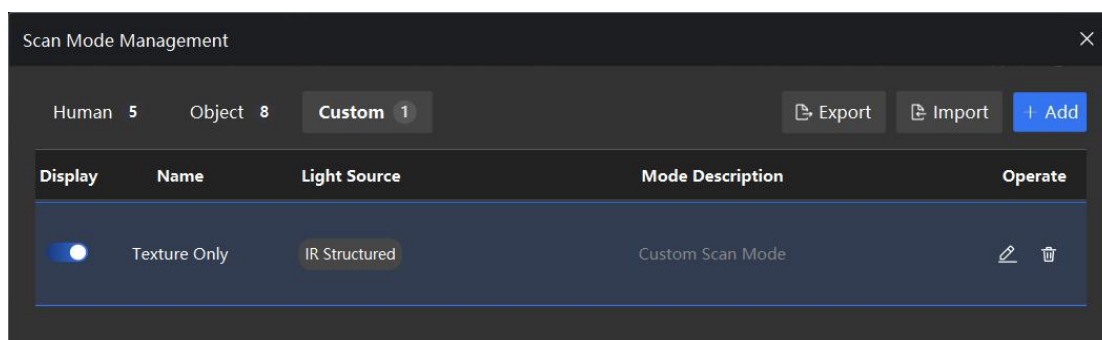 Scan Mode Management
Human 5 Object 8 Custom 1 Export Import + Add
Display Name Light Source Mode Description Operate
Texture Only IR Structured Custom Scan Mode